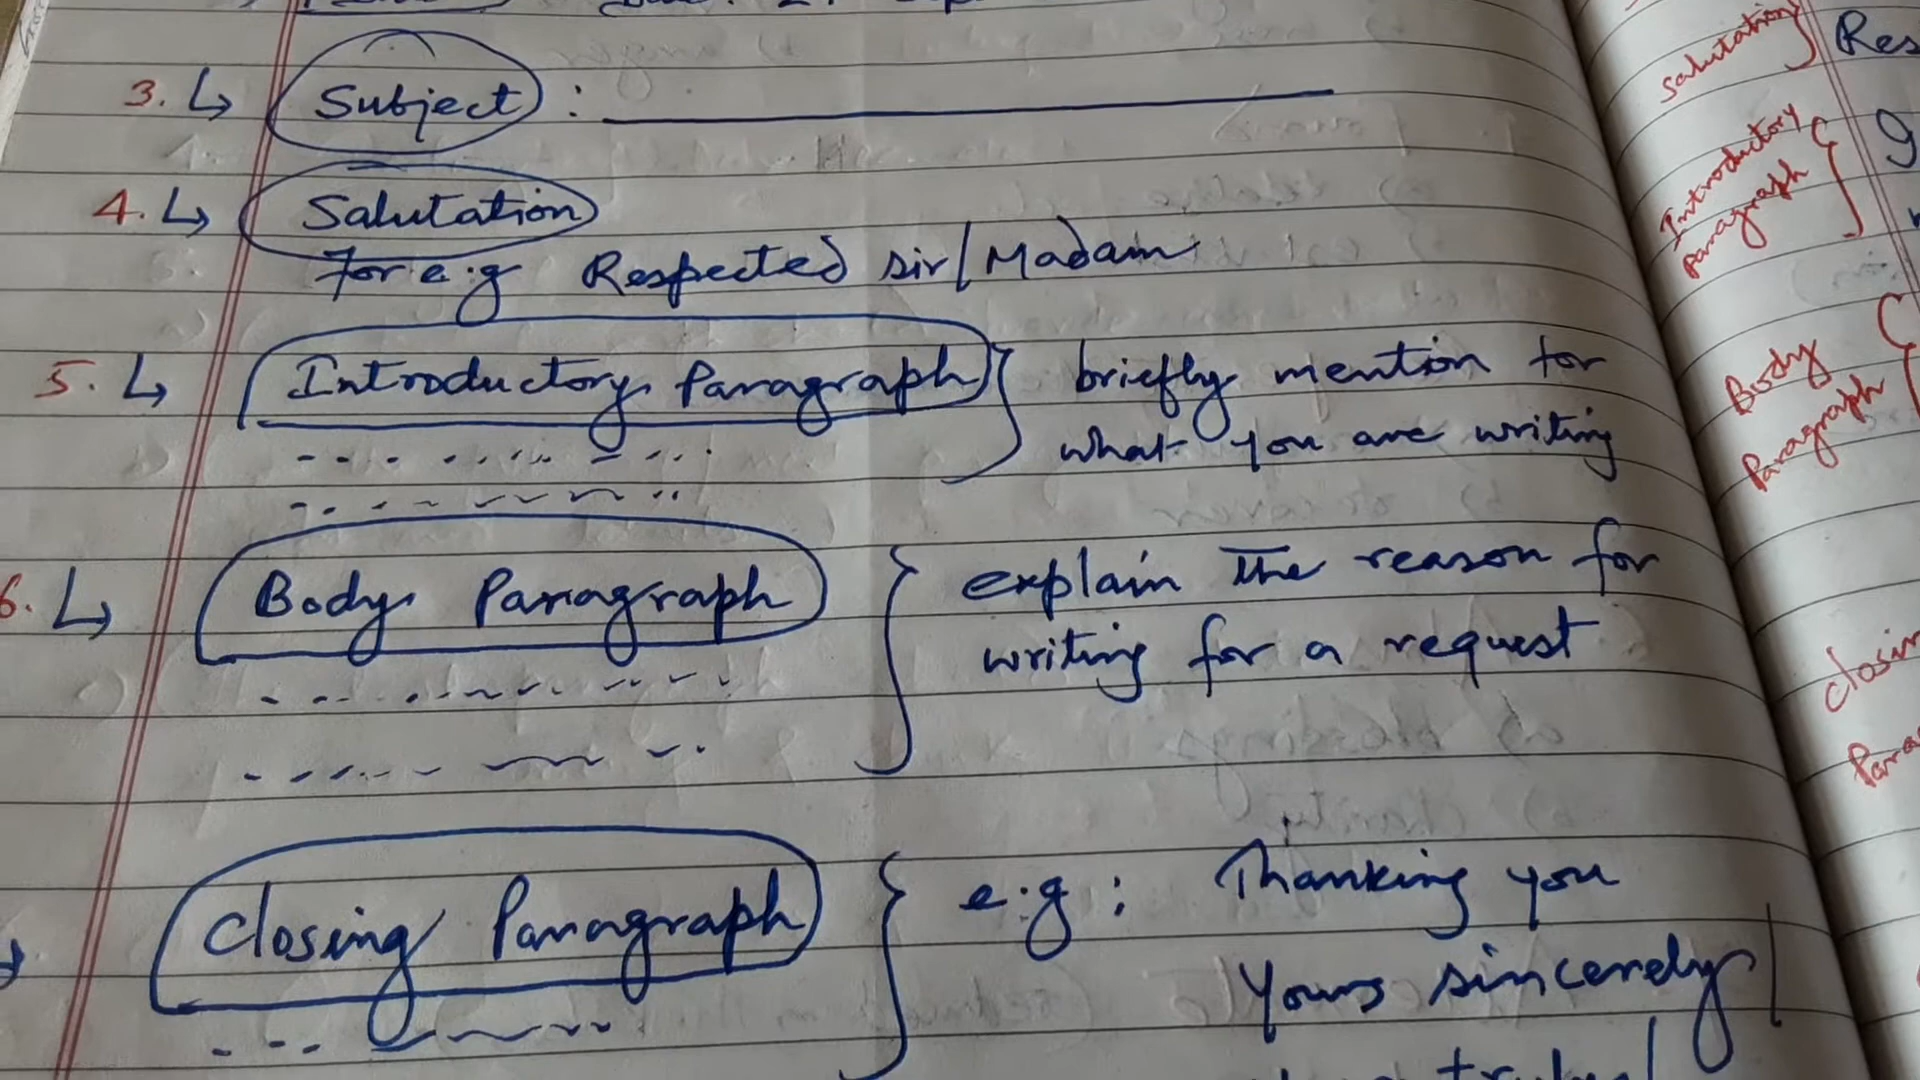 3. ↳ Subject :
4. ↳ Salutation
For e.g Respected sir/Madam
5. ↳ Introductory Paragraph
briefly mention for
what you are writing
6. ↳ Body Paragraph
explain the reason for
writing for a request
Closing Paragraph
e.g : Thanking you
Yours sincerely/
Salutation
Introductory
Paragraph
Body
Paragraph